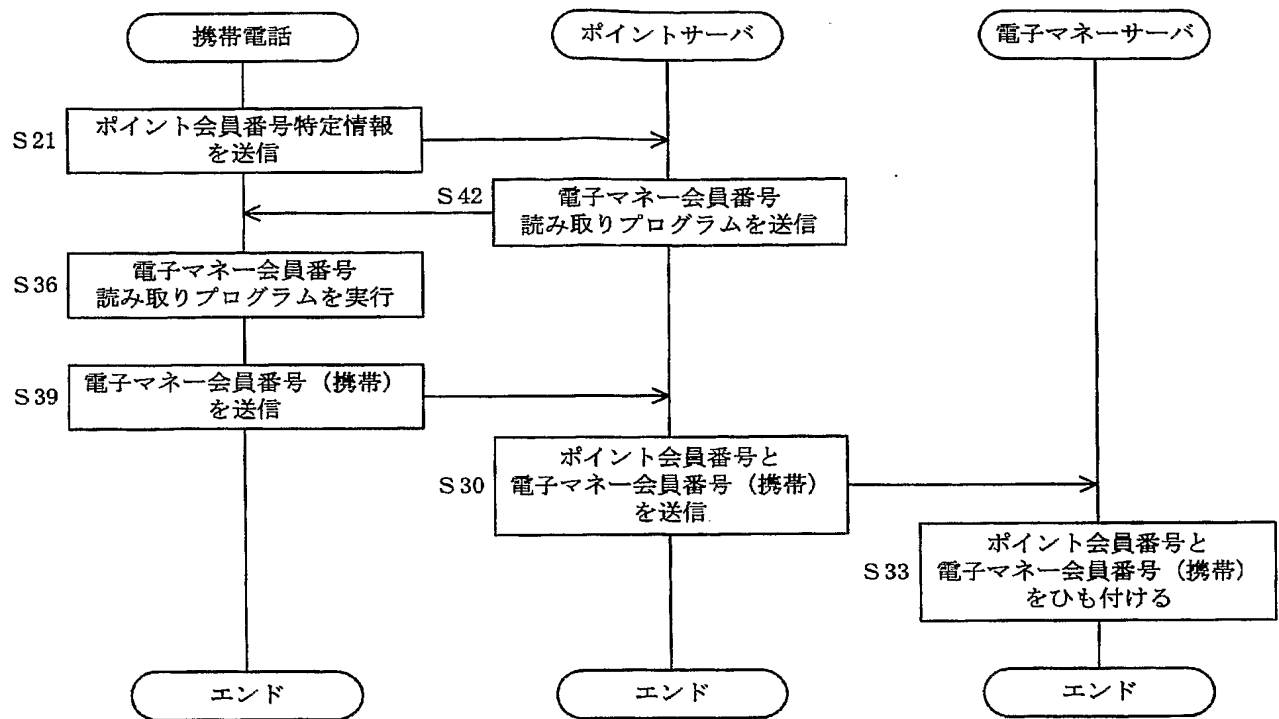 携帯電話
ポイントサーバ
電子マネーサーバ
S21
ポイント会員番号特定情報
を送信
S42
電子マネー会員番号
読み取りプログラムを送信
S36
電子マネー会員番号
読み取りプログラムを実行
S39
電子マネー会員番号（携帯）
を送信
S30
ポイント会員番号と
電子マネー会員番号（携帯）
を送信
S33
ポイント会員番号と
電子マネー会員番号（携帯）
をひも付ける
エンド
エンド
エンド